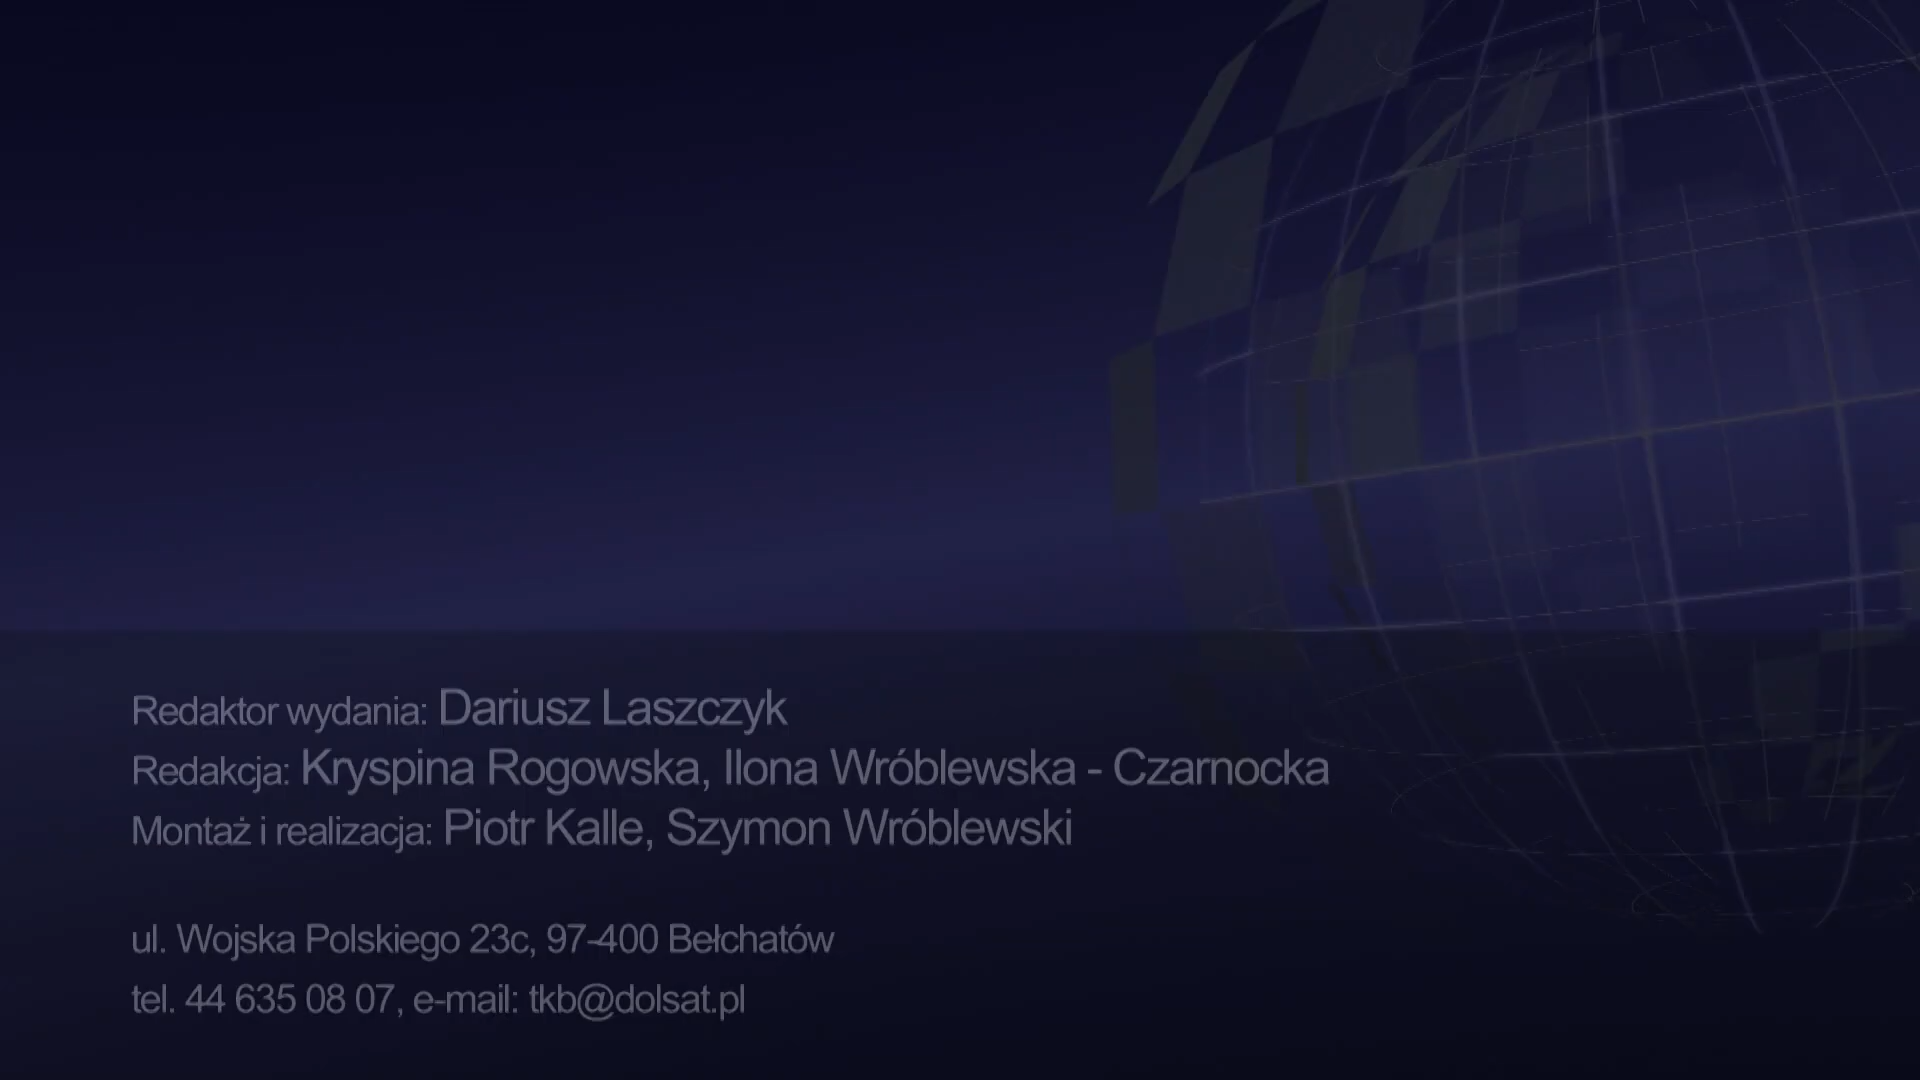 Redaktor wydania: Dariusz Laszczyk
Redakcja: Kryspina Rogowska, Ilona Wróblewska - Czarnocka
Montaż i realizacja: Piotr Kalle, Szymon Wróblewski
ul. Wojska Polskiego 23c, 97-400 Bełchatów
tel. 44 635 08 07, e-mail: tkb@dolsat.pl